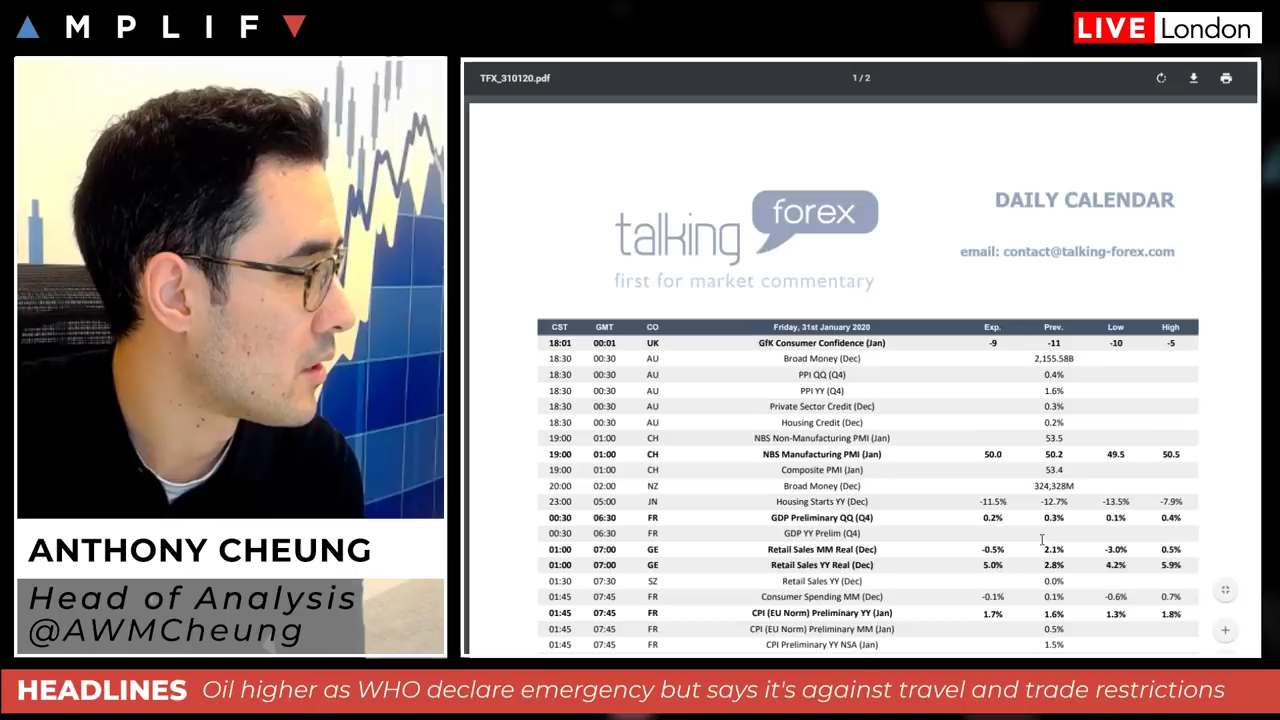 AMPLIFY
LIVE London
TFX_310120.pdf 1 / 2
talking forex
first for market commentary
DAILY CALENDAR
email: contact@talking-forex.com
CST GMT CO Friday, 31st January 2020 Exp. Prev. Low High
18:01 00:01 UK GfK Consumer Confidence (Jan) -9 -11 -10 -5
18:30 00:30 AU Broad Money (Dec) 2,155.58B
18:30 00:30 AU PPI QQ (Q4) 0.4%
18:30 00:30 AU PPI YY (Q4) 1.6%
18:30 00:30 AU Private Sector Credit (Dec) 0.3%
18:30 00:30 AU Housing Credit (Dec) 0.2%
19:00 01:00 CH NBS Non-Manufacturing PMI (Jan) 53.5
19:00 01:00 CH NBS Manufacturing PMI (Jan) 50.0 50.2 49.5 50.5
19:00 01:00 CH Composite PMI (Jan) 53.4
20:00 02:00 NZ Broad Money (Dec) 324,328M
23:00 05:00 JN Housing Starts YY (Dec) -11.5% -12.7% -13.5% -7.9%
00:30 06:30 FR GDP Preliminary QQ (Q4) 0.2% 0.3% 0.1% 0.4%
00:30 06:30 FR GDP YY Prelim (Q4)
01:00 07:00 GE Retail Sales MM Real (Dec) -0.5% 2.1% -3.0% 0.5%
01:00 07:00 GE Retail Sales YY Real (Dec) 5.0% 2.8% 4.2% 5.9%
01:30 07:30 SZ Retail Sales YY (Dec) 0.0%
01:45 07:45 FR Consumer Spending MM (Dec) -0.1% 0.1% -0.6% 0.7%
01:45 07:45 FR CPI (EU Norm) Preliminary YY (Jan) 1.7% 1.6% 1.3% 1.8%
01:45 07:45 FR CPI (EU Norm) Preliminary MM (Jan) 0.5%
01:45 07:45 FR CPI Preliminary YY NSA (Jan) 1.5%
ANTHONY CHEUNG
Head of Analysis
@AWMCheung
HEADLINES Oil higher as WHO declare emergency but says it's against travel and trade restrictions